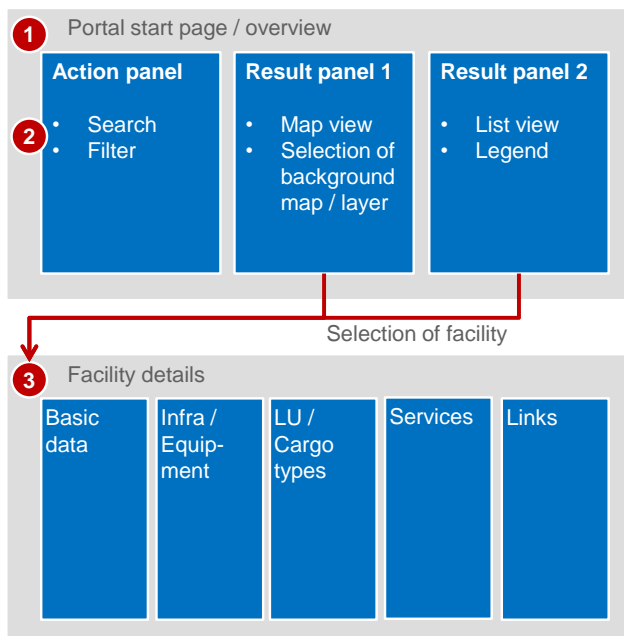 1 Portal start page / overview
Action panel
2
• Search
• Filter
Result panel 1
• Map view
• Selection of
background
map / layer
Result panel 2
• List view
• Legend
Selection of facility
3 Facility details
Basic
data
Infra /
Equip-
ment
LU /
Cargo
types
Services
Links